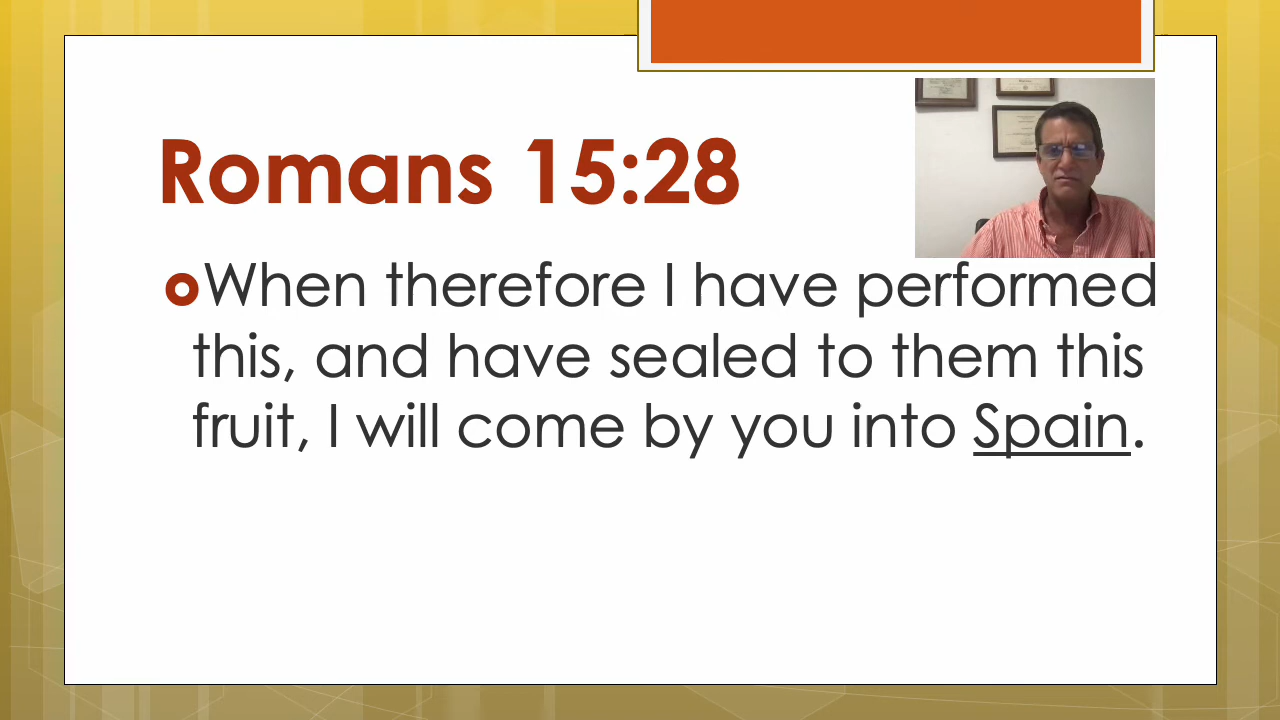 Romans 15:28
When therefore I have performed
this, and have sealed to them this
fruit, I will come by you into Spain.